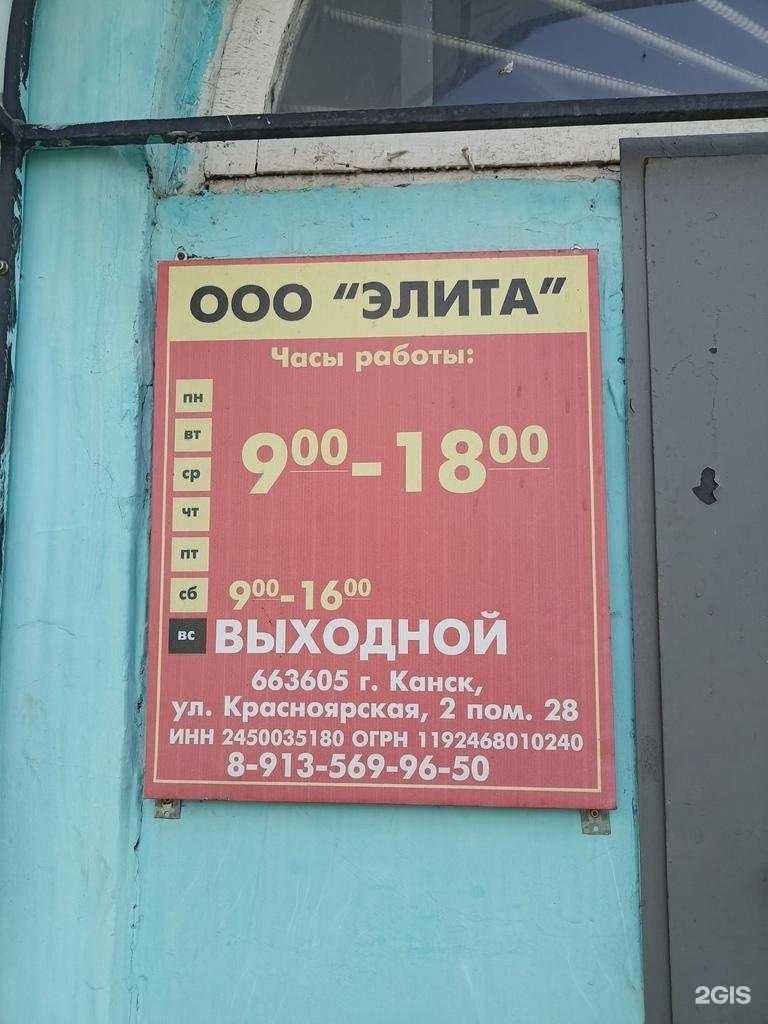 ООО "ЭЛИТА"
Часы работы:
пн
вт
ср
чт
пт
9⁰⁰-18⁰⁰
сб 9⁰⁰-16⁰⁰
вс ВЫХОДНОЙ
663605 г. Канск,
ул. Красноярская, 2 пом. 28
ИНН 2450035180 ОГРН 1192468010240
8-913-569-96-50
2GIS